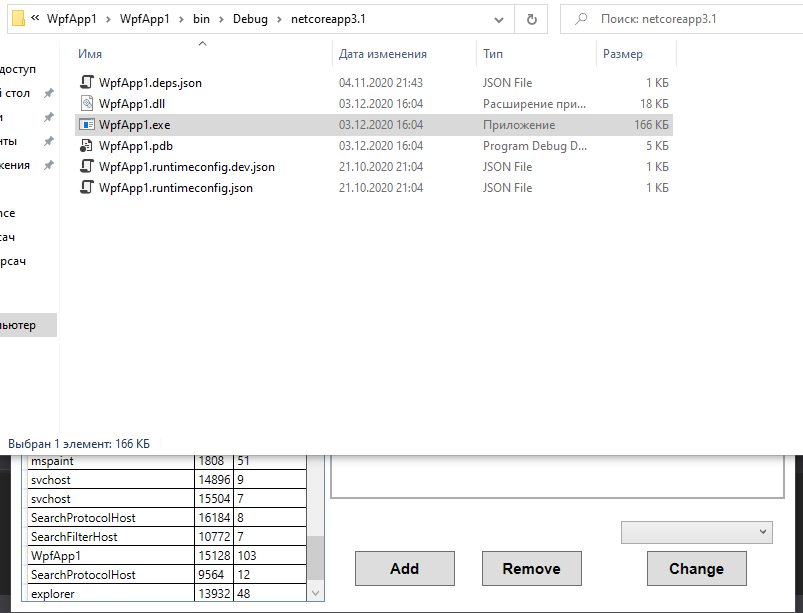 « WpfApp1 › WpfApp1 › bin › Debug › netcoreapp3.1
Поиск: netcoreapp3.1
Имя Дата изменения Тип Размер
доступ
й стол
нты
жения
нсе
сач
рсач
ьютер
WpfApp1.deps.json 04.11.2020 21:43 JSON File 1 КБ
WpfApp1.dll 03.12.2020 16:04 Расширение при... 18 КБ
WpfApp1.exe 03.12.2020 16:04 Приложение 166 КБ
WpfApp1.pdb 03.12.2020 16:04 Program Debug D... 5 КБ
WpfApp1.runtimeconfig.dev.json 21.10.2020 21:04 JSON File 1 КБ
WpfApp1.runtimeconfig.json 21.10.2020 21:04 JSON File 1 КБ
Выбран 1 элемент: 166 КБ
mspaint 1808 51
svchost 14896 9
svchost 15504 7
SearchProtocolHost 16184 8
SearchFilterHost 10772 7
WpfApp1 15128 103
SearchProtocolHost 9564 12
explorer 13932 48
Add Remove Change